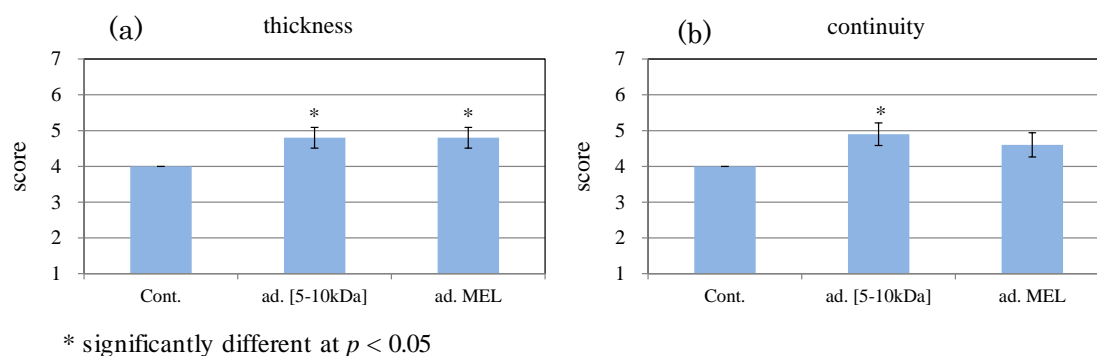 (a)
thickness
7
6
5
4
3
2
1
score
*
*
Cont.
ad. [5-10kDa]
ad. MEL
(b)
continuity
7
6
5
4
3
2
1
score
*
Cont.
ad. [5-10kDa]
ad. MEL
* significantly different at p < 0.05